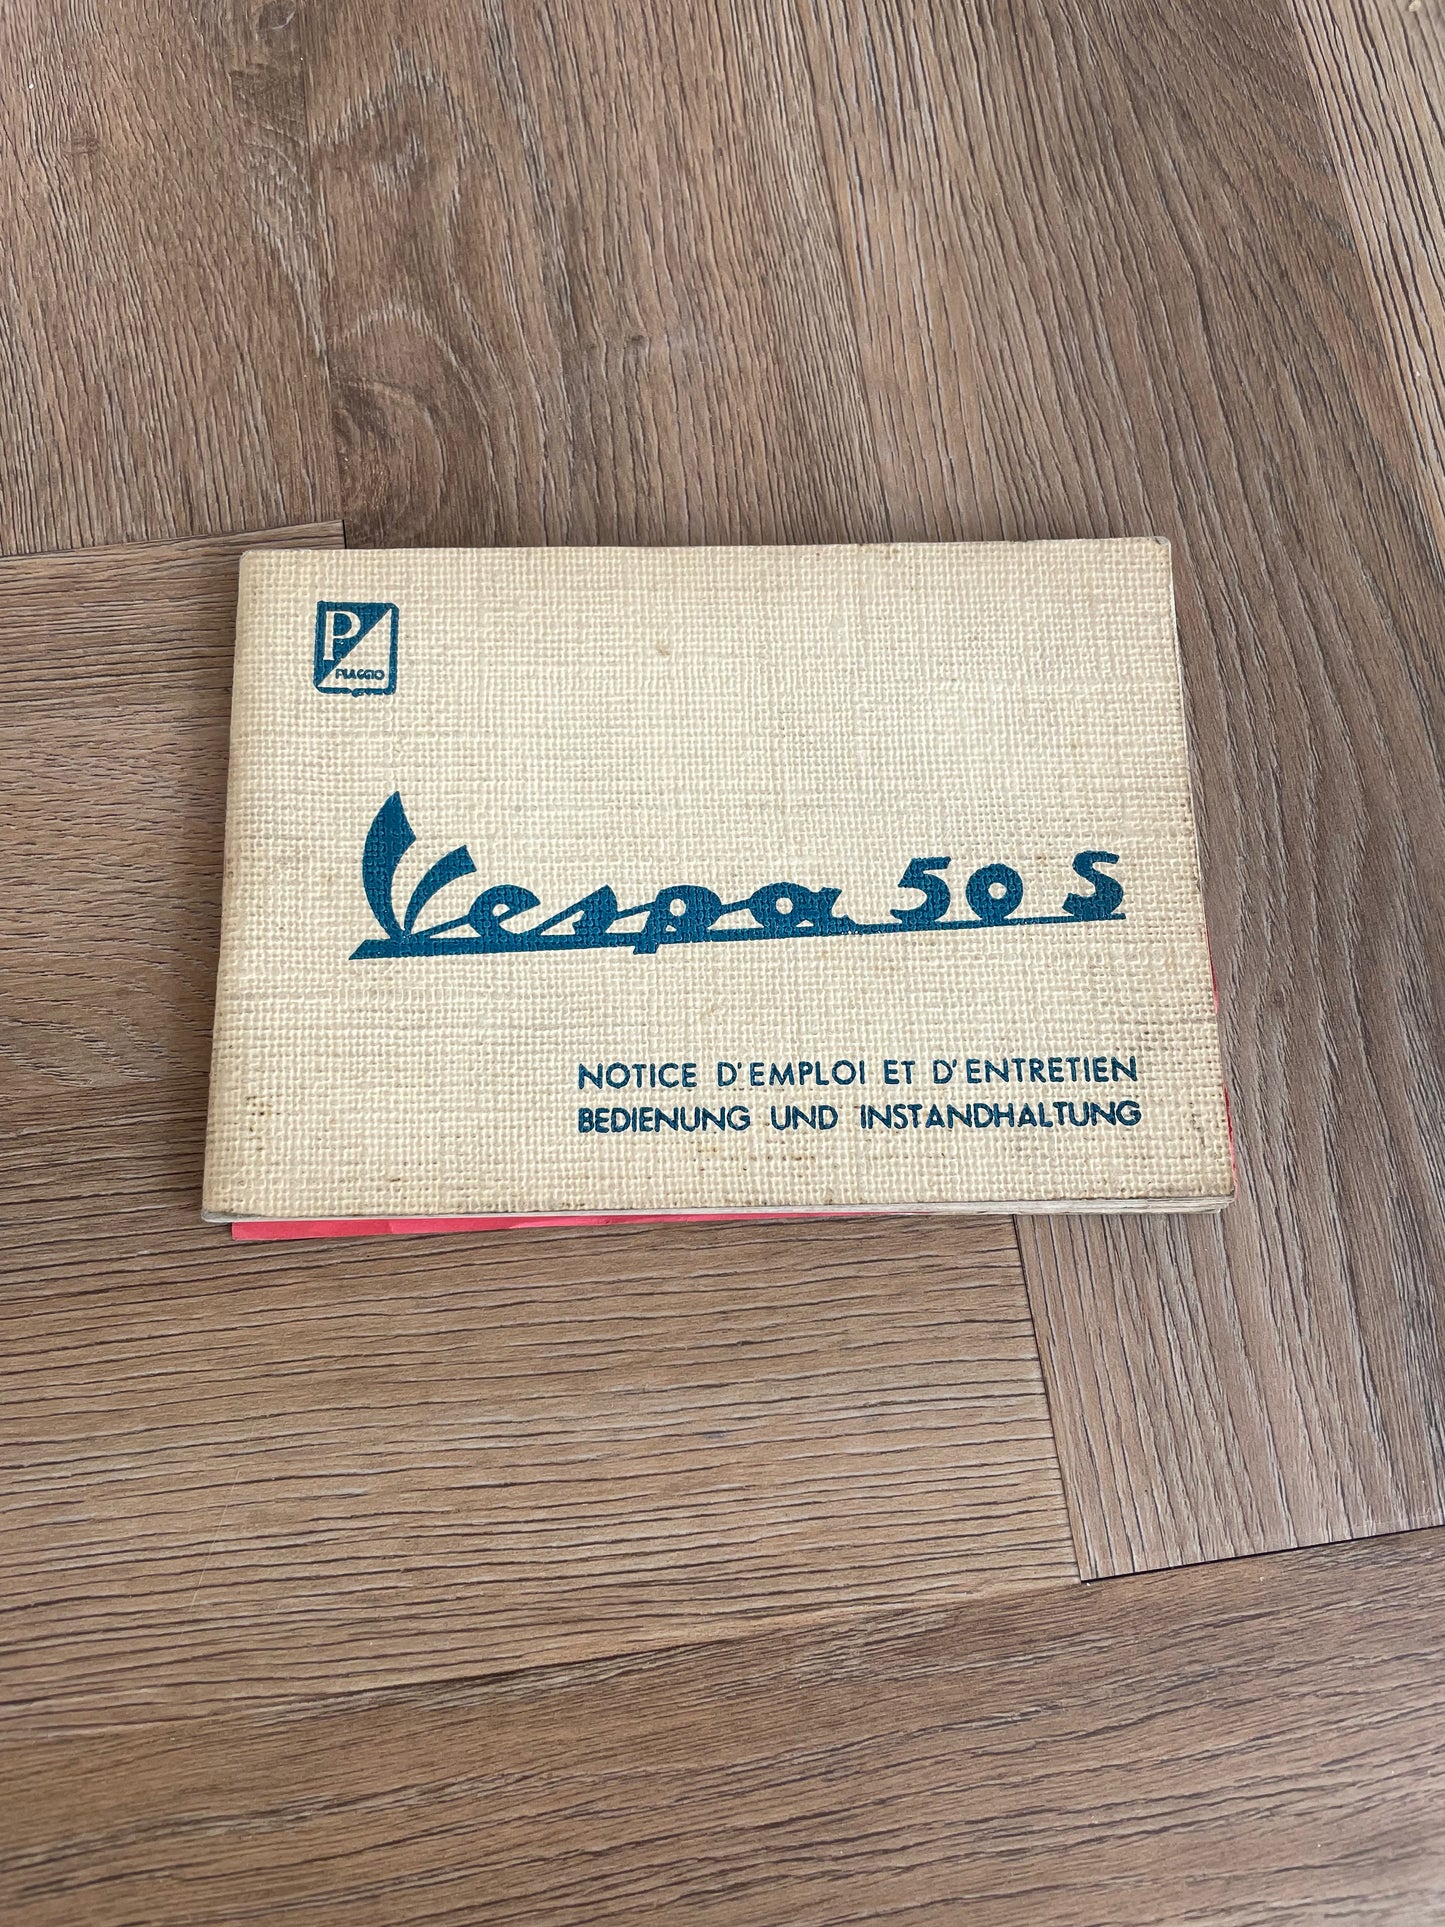 P
PIAGGIO
Vespa 50 S
NOTICE D'EMPLOI ET D'ENTRETIEN
BEDIENUNG UND INSTANDHALTUNG